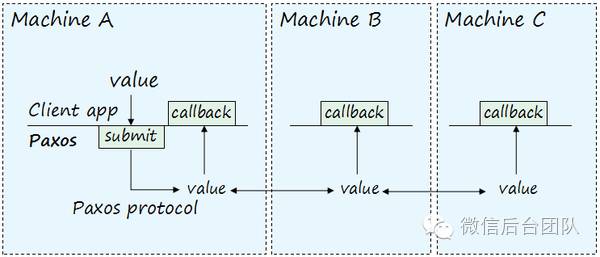 Machine A
Machine B
Machine C
value
Client app
callback
callback
callback
Paxos
submit
value
value
value
Paxos protocol
微信后台团队